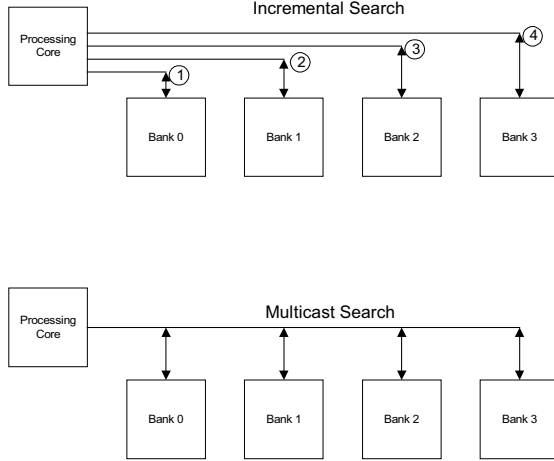 Incremental Search
Processing
Core
1
2
3
4
Bank 0
Bank 1
Bank 2
Bank 3
Multicast Search
Processing
Core
Bank 0
Bank 1
Bank 2
Bank 3